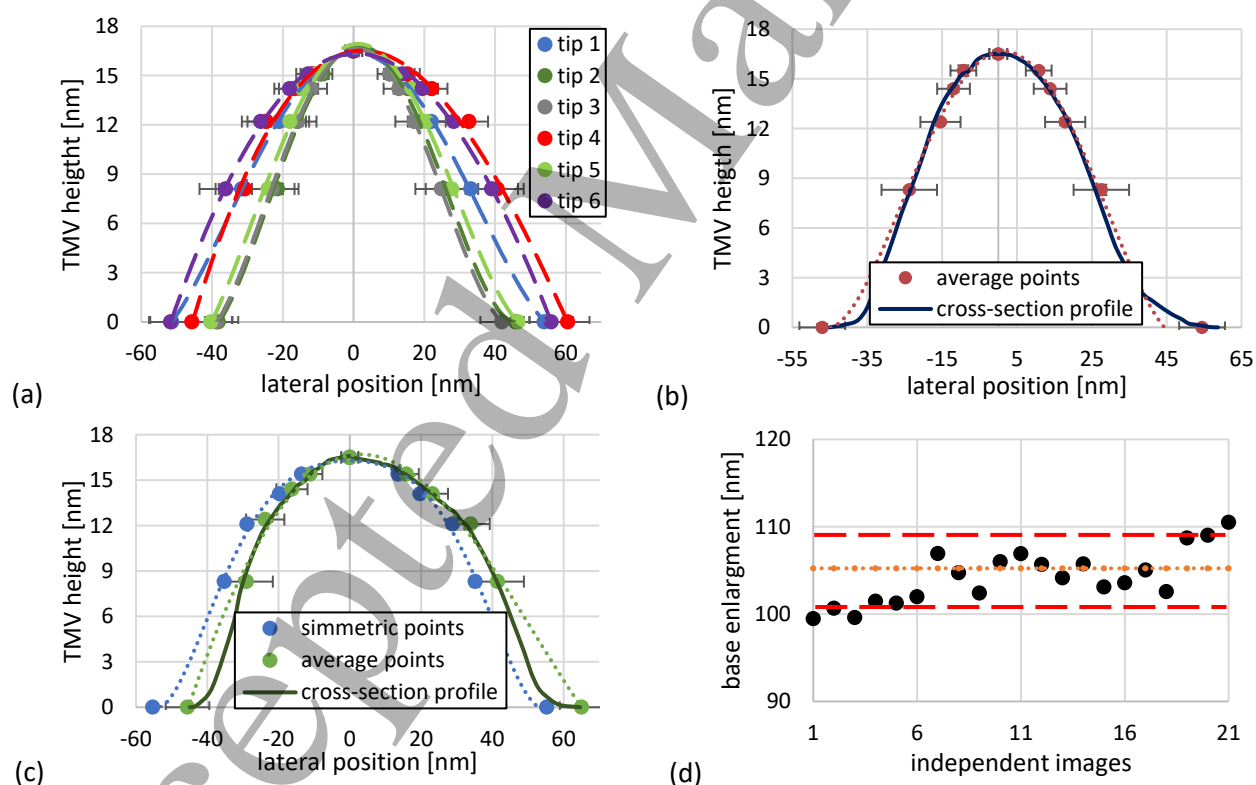 18
15
12
9
6
3
0
TMV heigtht [nm]
-60
-40
-20
0
20
40
60
lateral position [nm]
tip 1
tip 2
tip 3
tip 4
tip 5
tip 6
(a)
18
15
12
9
6
3
0
TMV heigth [nm]
-55
-35
-15
5
25
45
65
lateral position [nm]
average points
cross-section profile
(b)
18
15
12
9
6
3
0
TMV height [nm]
-60
-40
-20
0
20
40
60
lateral position [nm]
simmetric points
average points
cross-section profile
(c)
120
110
100
90
base enlargment [nm]
1
6
11
16
21
independent images
(d)
cepted Ma